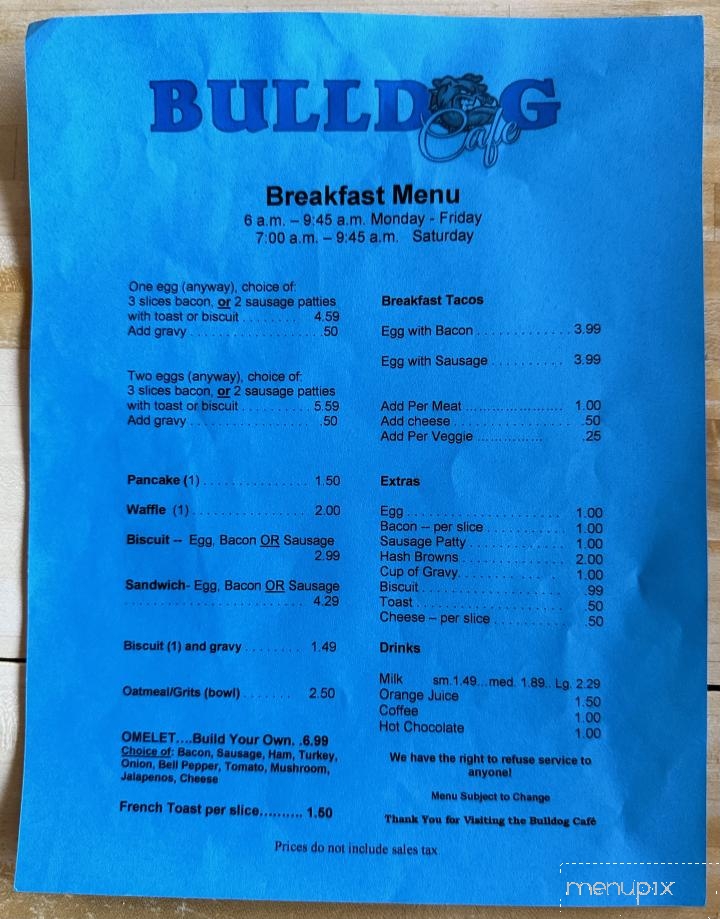 BULLDOG
Cafe
Breakfast Menu
6 a.m. – 9:45 a.m. Monday - Friday
7:00 a.m. – 9:45 a.m. Saturday
One egg (anyway), choice of:
3 slices bacon, or 2 sausage patties
with toast or biscuit . . . . . . . . 4.59
Add gravy . . . . . . . . . . . . . . . . . .50
Two eggs (anyway), choice of:
3 slices bacon, or 2 sausage patties
with toast or biscuit . . . . . . . . . . 5.59
Add gravy . . . . . . . . . . . . . . . . . .50
Pancake (1) . . . . . . . . . . . . . . . 1.50
Waffle (1) . . . . . . . . . . . . . . . . 2.00
Biscuit -- Egg, Bacon OR Sausage
2.99
Sandwich- Egg, Bacon OR Sausage
. . . . . . . . . . . . . . . . . . . . . . . . . 4.29
Biscuit (1) and gravy . . . . . . . . 1.49
Oatmeal/Grits (bowl) . . . . . . . 2.50
OMELET....Build Your Own. .6.99
Choice of: Bacon, Sausage, Ham, Turkey,
Onion, Bell Pepper, Tomato, Mushroom,
Jalapenos, Cheese
French Toast per slice.......... 1.50
Breakfast Tacos
Egg with Bacon . . . . . . . . . . . . . 3.99
Egg with Sausage . . . . . . . . . . 3.99
Add Per Meat ........................ 1.00
Add cheese . . . . . . . . . . . . . . . . .50
Add Per Veggie ................ .25
Extras
Egg . . . . . . . . . . . . . . . . . . . . . . 1.00
Bacon -- per slice . . . . . . . . . . . 1.00
Sausage Patty . . . . . . . . . . . . . 1.00
Hash Browns . . . . . . . . . . . . . . 2.00
Cup of Gravy. . . . . . . . . . . . . . . 1.00
Biscuit . . . . . . . . . . . . . . . . . . . .99
Toast . . . . . . . . . . . . . . . . . . . . .50
Cheese – per slice . . . . . . . . . . .50
Drinks
Milk sm.1.49...med. 1.89.. Lg. 2.29
Orange Juice 1.50
Coffee 1.00
Hot Chocolate 1.00
We have the right to refuse service to
anyone!
Menu Subject to Change
Thank You for Visiting the Bulldog Café
Prices do not include sales tax
menupix